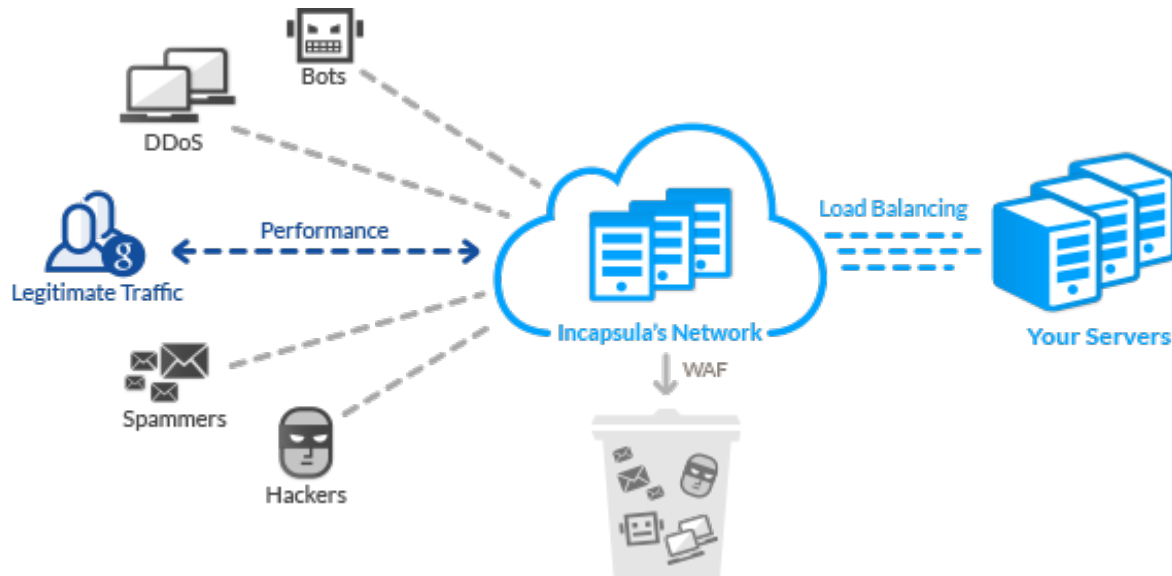 Bots
DDoS
Performance
g
Legitimate Traffic
Load Balancing
Incapsula's Network
Your Servers
WAF
Spammers
Hackers